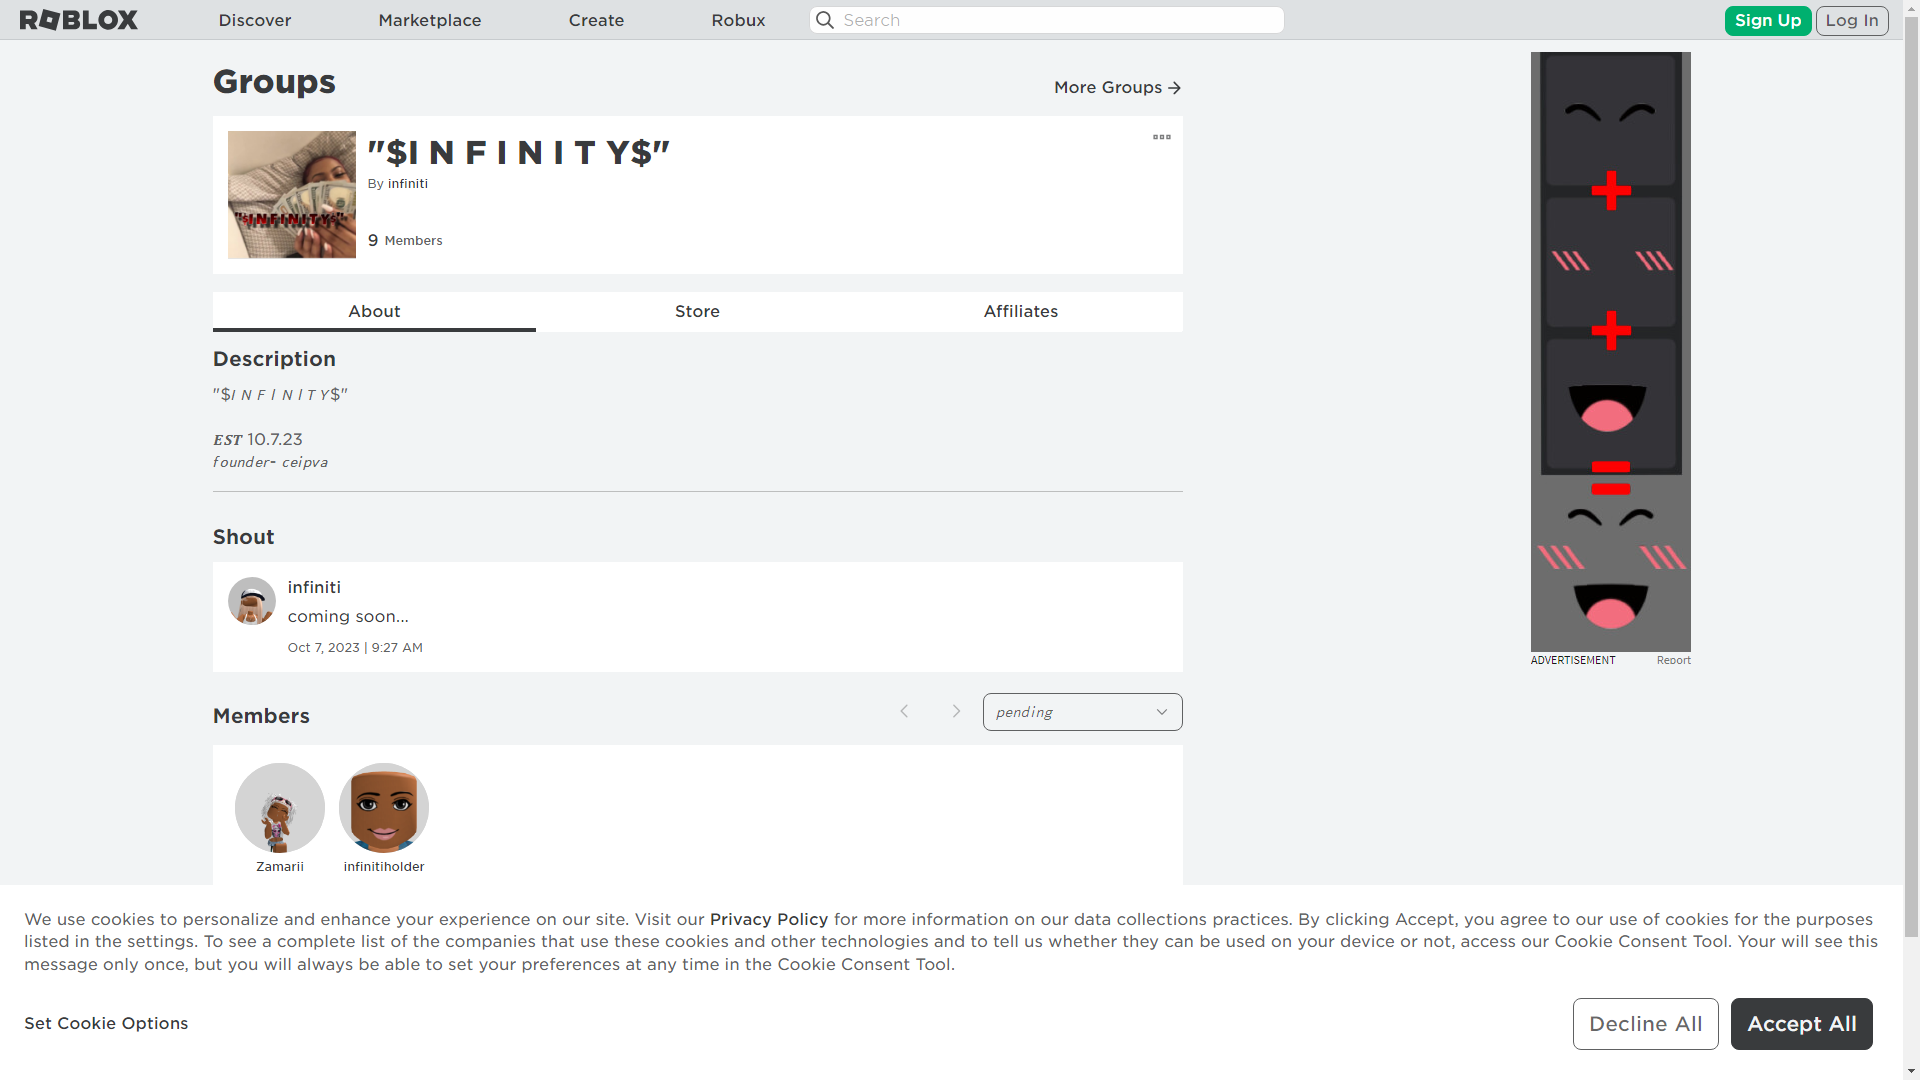 ROBLOX Discover Marketplace Create Robux Search Sign Up Log In
Groups
More Groups
"$I N F I N I T Y$"
By infiniti
9 Members
"$INFINITY$"
About Store Affiliates
Description
"$𝘐 𝘕 𝘍 𝘐 𝘕 𝘐 𝘛 𝘠$"
𝑬𝑺𝑻 10.7.23
𝘧𝘰𝘶𝘯𝘥𝘦𝘳- 𝘤𝘦𝘪𝘱𝘷𝘢
Shout
infiniti
coming soon...
Oct 7, 2023 | 9:27 AM
ADVERTISEMENT Report
Members
𝘱𝘦𝘯𝘥𝘪𝘯𝘨
Zamarii infinitiholder
We use cookies to personalize and enhance your experience on our site. Visit our Privacy Policy for more information on our data collections practices. By clicking Accept, you agree to our use of cookies for the purposes
listed in the settings. To see a complete list of the companies that use these cookies and other technologies and to tell us whether they can be used on your device or not, access our Cookie Consent Tool. Your will see this
message only once, but you will always be able to set your preferences at any time in the Cookie Consent Tool.
Set Cookie Options
Decline All Accept All